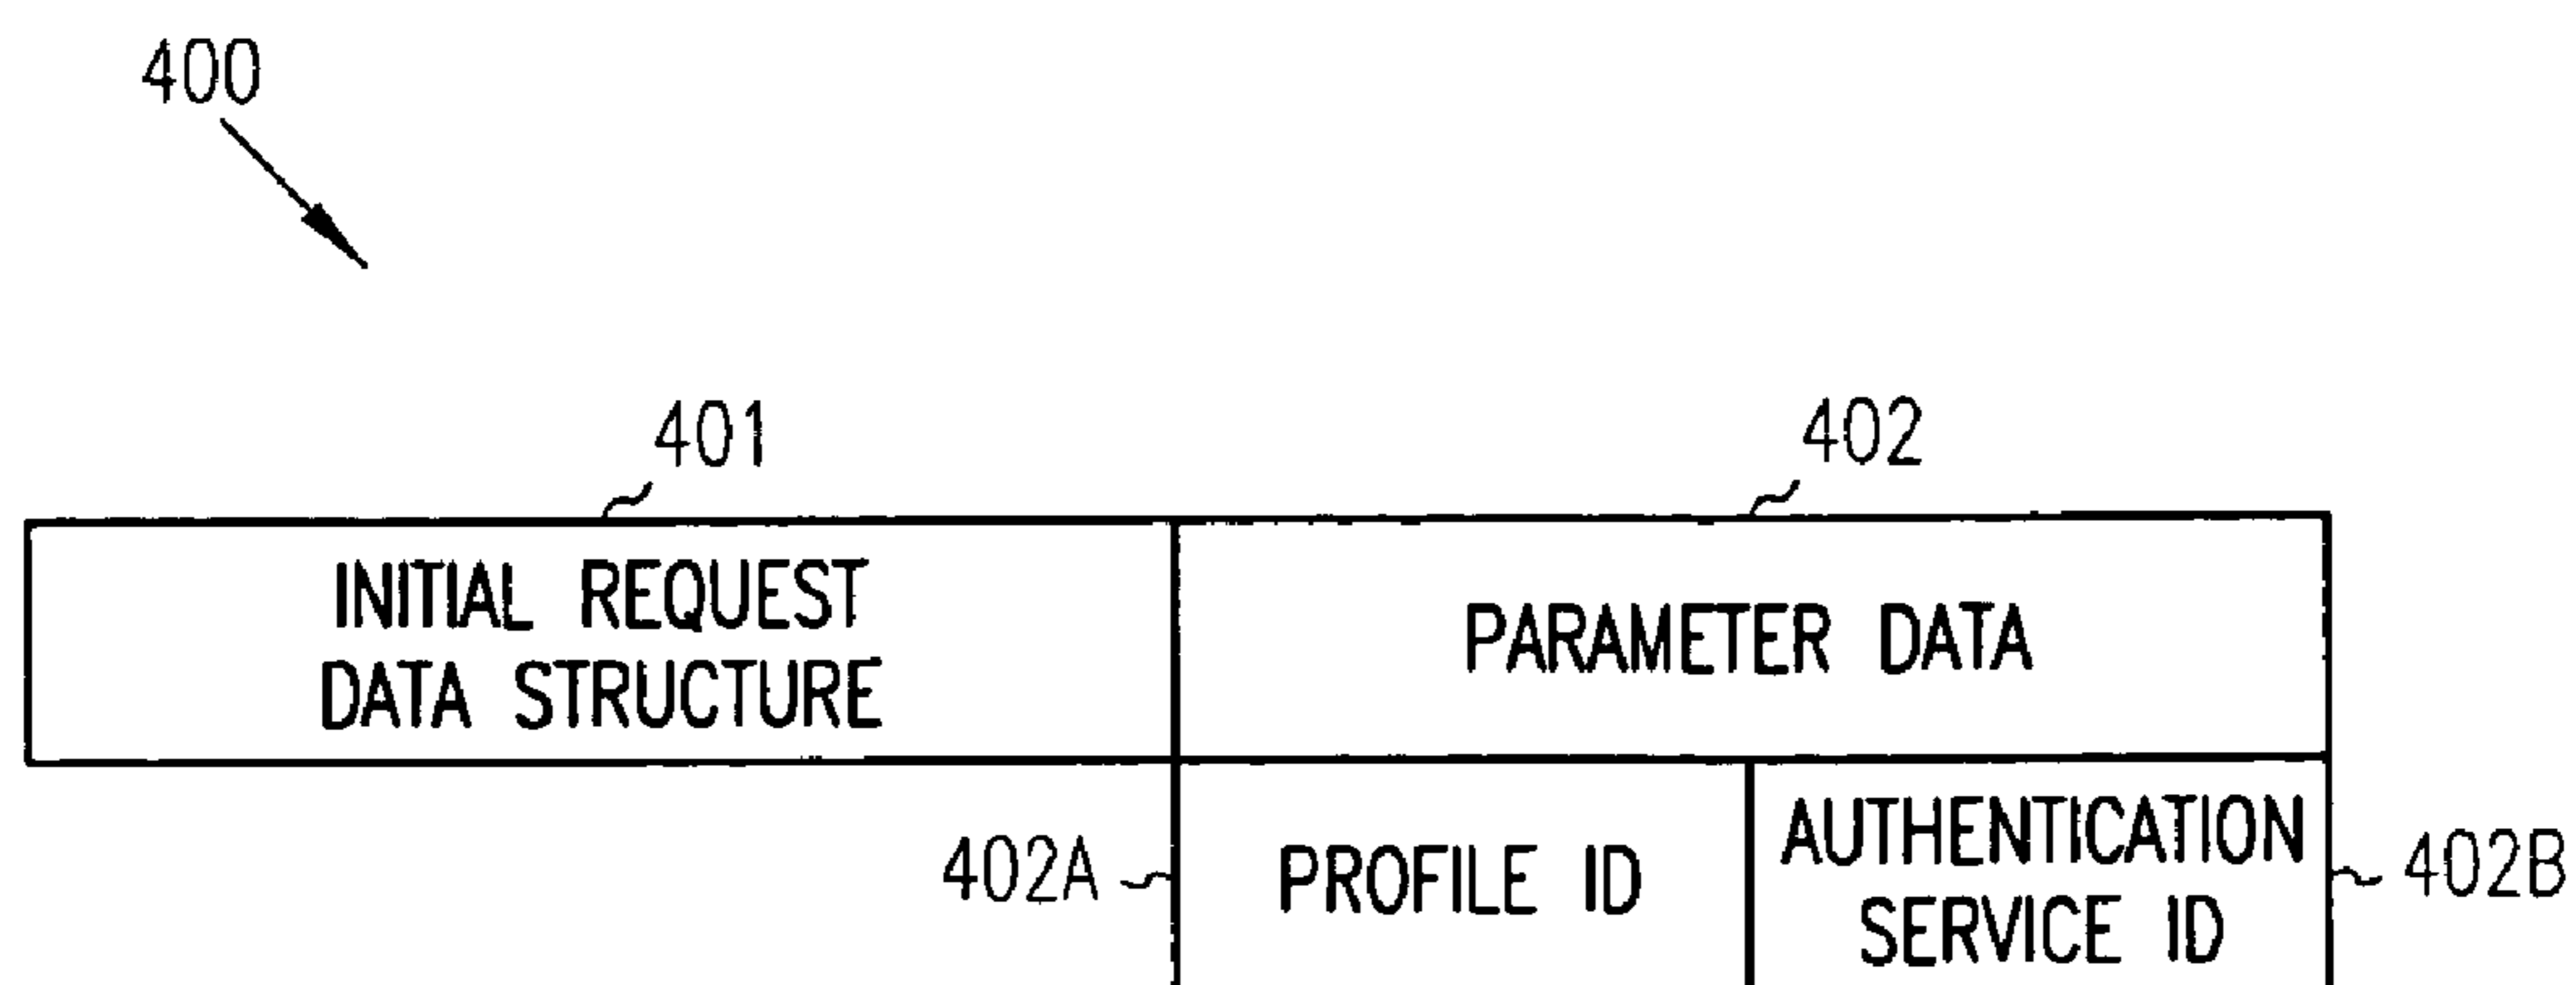 400
401
402
INITIAL REQUEST
DATA STRUCTURE
PARAMETER DATA
402A
PROFILE ID
AUTHENTICATION
SERVICE ID
402B